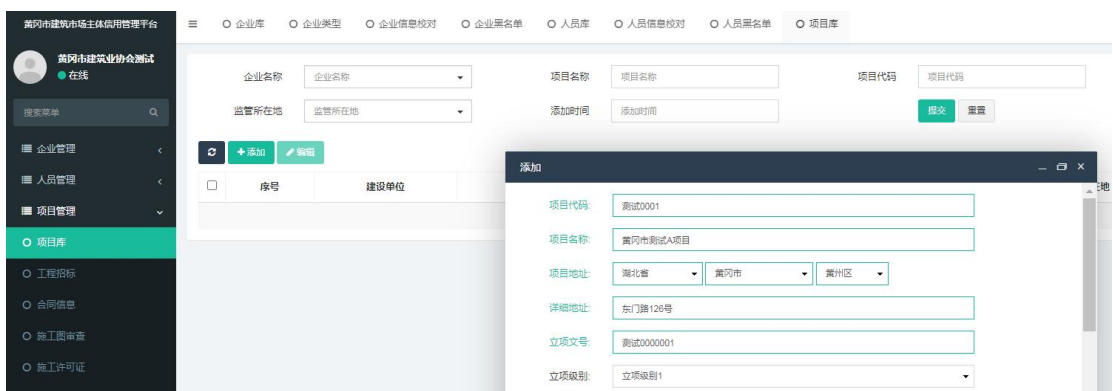 黄冈市建筑市场主体信用管理平台
企业库 企业类型 企业信息校对 企业黑名单 人员库 人员信息校对 人员黑名单 项目库
黄冈市建筑业协会测试
在线
企业名称 企业名称 项目名称 项目名称 项目代码 项目代码
搜索菜单
监管所在地 监管所在地 添加时间 添加时间 提交 重置
企业管理
添加 编辑
添加
人员管理
序号 建设单位 在地
项目管理
项目代码: 测试0001
项目库
项目名称: 黄冈市测试A项目
工程招标
项目地址: 湖北省 黄冈市 黄州区
合同信息
详细地址: 东门路126号
施工图审查
立项文号: 测试0000001
施工许可证
立项级别: 立项级别1